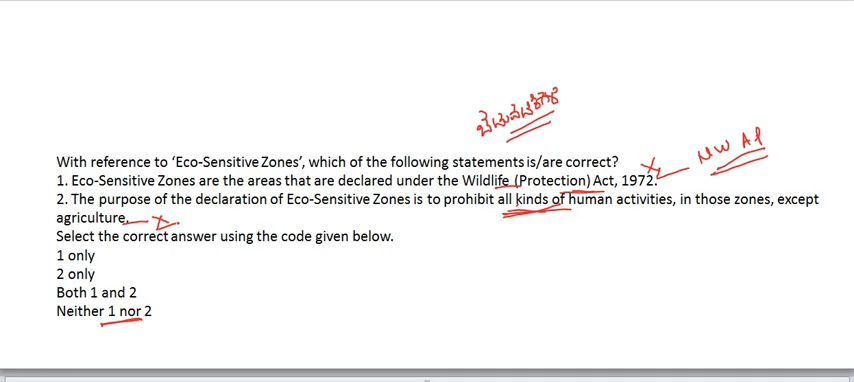 With reference to ‘Eco-Sensitive Zones’, which of the following statements is/are correct?
1. Eco-Sensitive Zones are the areas that are declared under the Wildlife (Protection) Act, 1972.
2. The purpose of the declaration of Eco-Sensitive Zones is to prohibit all kinds of human activities, in those zones, except
agriculture.
Select the correct answer using the code given below.
1 only
2 only
Both 1 and 2
Neither 1 nor 2